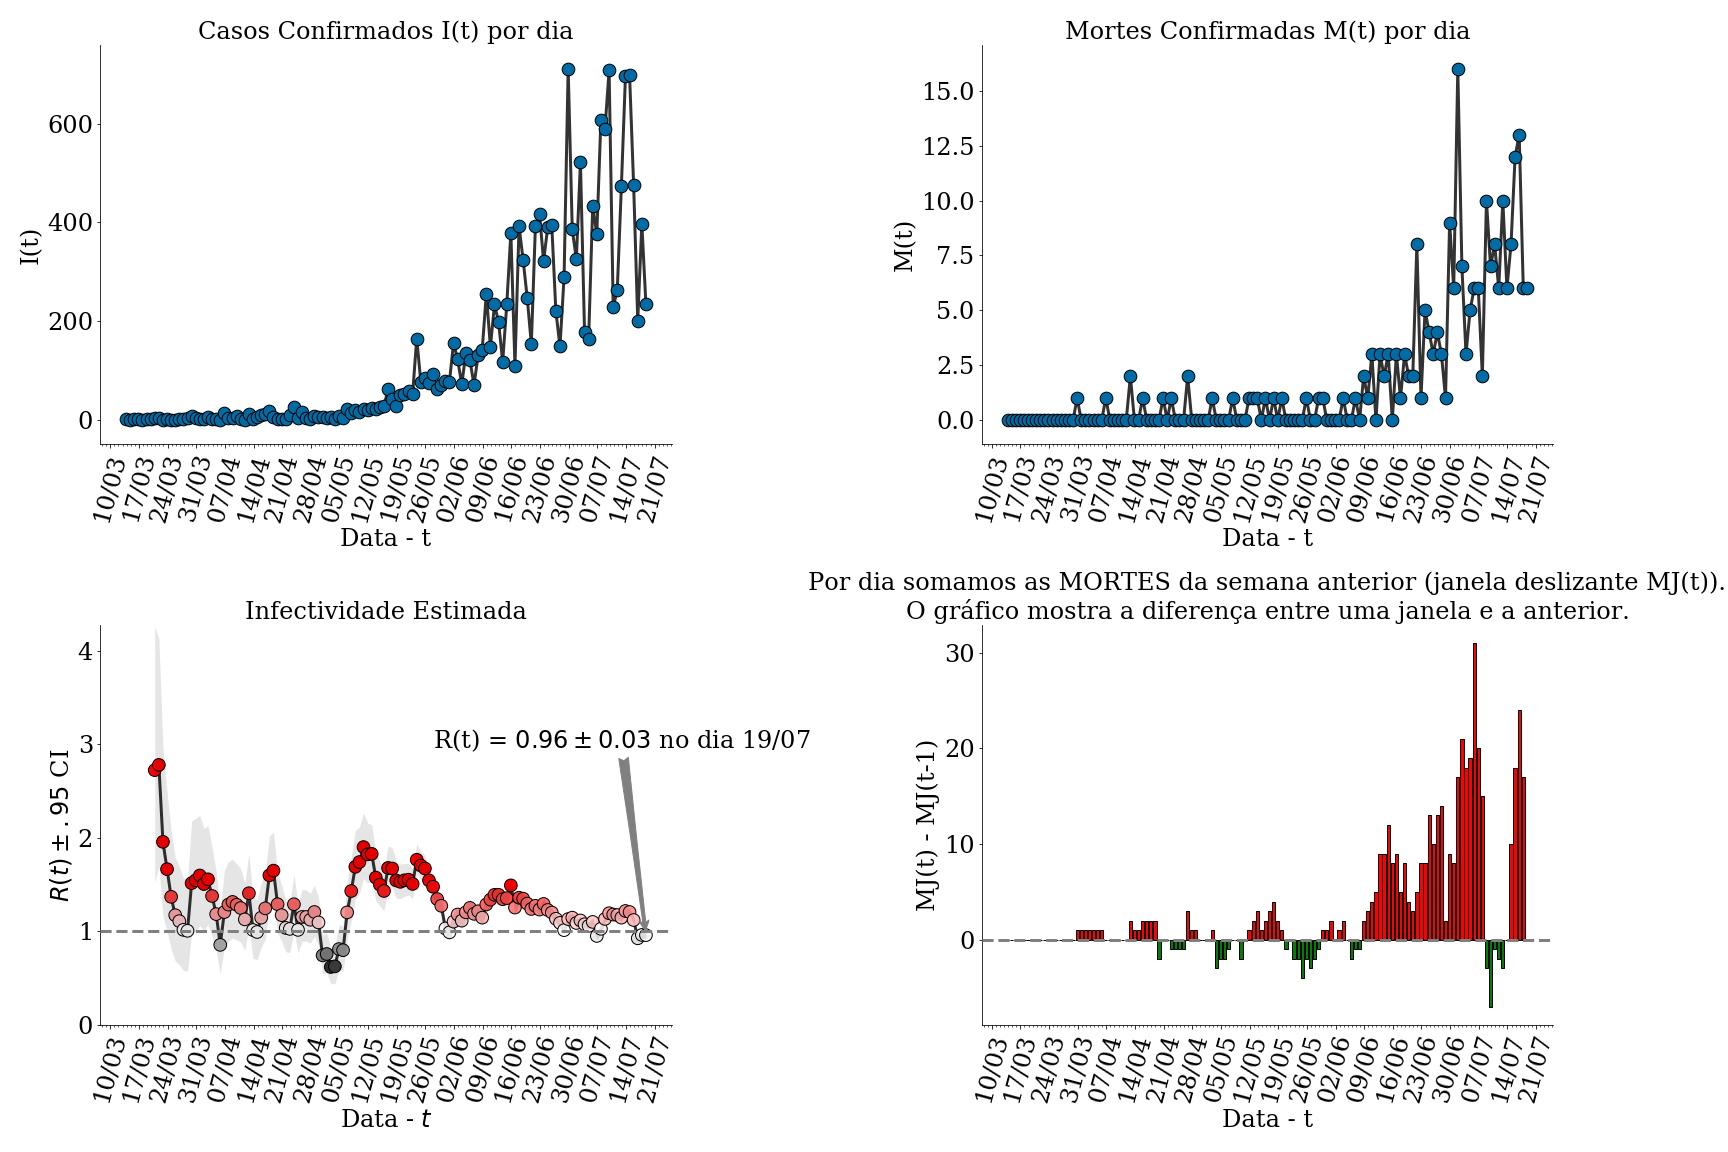 Casos Confirmados I(t) por dia
I(t)
600
400
200
0
10/03 17/03 24/03 31/03 07/04 14/04 21/04 28/04 05/05 12/05 19/05 26/05 02/06 09/06 16/06 23/06 30/06 07/07 14/07 21/07
Data - t
Mortes Confirmadas M(t) por dia
M(t)
15.0
12.5
10.0
7.5
5.0
2.5
0.0
10/03 17/03 24/03 31/03 07/04 14/04 21/04 28/04 05/05 12/05 19/05 26/05 02/06 09/06 16/06 23/06 30/06 07/07 14/07 21/07
Data - t
Infectividade Estimada
R(t) ± .95 CI
4
3
2
1
0
R(t) = 0.96 ± 0.03 no dia 19/07
10/03 17/03 24/03 31/03 07/04 14/04 21/04 28/04 05/05 12/05 19/05 26/05 02/06 09/06 16/06 23/06 30/06 07/07 14/07 21/07
Data - t
Por dia somamos as MORTES da semana anterior (janela deslizante MJ(t)).
O gráfico mostra a diferença entre uma janela e a anterior.
MJ(t) - MJ(t-1)
30
20
10
0
10/03 17/03 24/03 31/03 07/04 14/04 21/04 28/04 05/05 12/05 19/05 26/05 02/06 09/06 16/06 23/06 30/06 07/07 14/07 21/07
Data - t